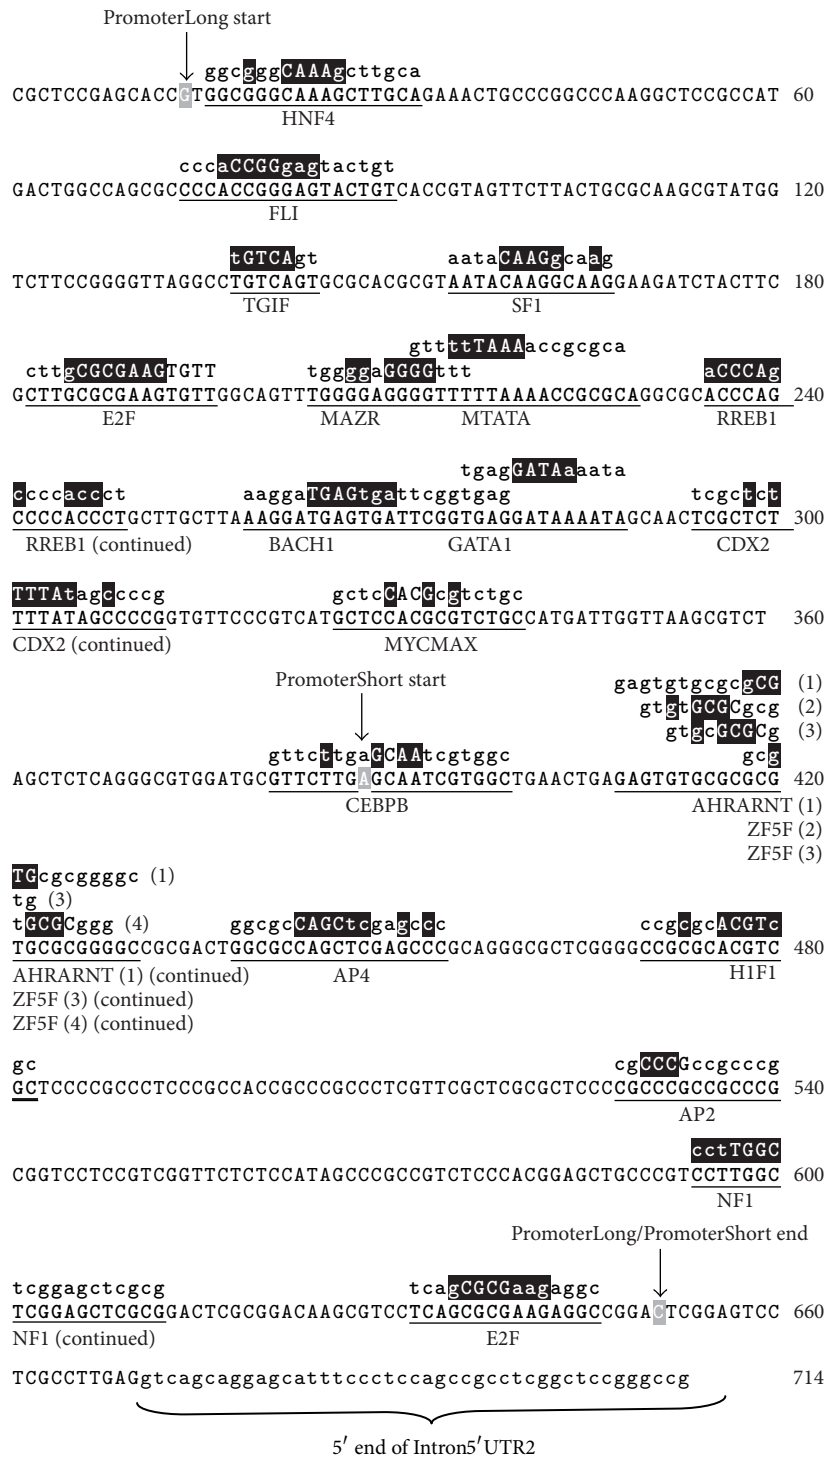 PromoterLong start
ggcgggCAAAgcttgca
CGCTCCGAGCACCGTGGCGGGCAAAGCTTGCAGAAACTGCCCGGCCCAAGGCTCCGCCAT 60
HNF4
cccaCCGGgagtactgt
GACTGGCCAGCGCCCCACCGGGAGTACTGTCACCGTAGTTCTTACTGCGCAAGCGTATGG 120
FLI
tGTCAgt aataCAAGgcaag
TCTTCCGGGGTTAGGCCTGTCAGTGCGCACGCGTAATACAAGGCAAGGAAGATCTACTTC 180
TGIF SF1
gttttTAAAaccgcgca
cttgCGCGAAGTGTT tggggaGGGGttt aCCCAg
GCTTGCGCGAAGTGTTGGCAGTTTGGGGAGGGGTTTTTAAAACCGCGCAGGCGCACCCAG 240
E2F MAZR MTATA RREB1
tgagGATAaaata
ccccaccct aaggaTGAGtgattcggtgag tcgctct
CCCCACCCTGCTTGCTTAAAGGATGAGTGATTCGGTGAGGATAAAATAGCAACTCGCTCT 300
RREB1 (continued) BACH1 GATA1 CDX2
TTTAtagccccg gctcCACGcgtctgc
TTTATAGCCCCGGTGTTCCCGTCATGCTCCACGCGTCTGCCATGATTGGTTAAGCGTCT 360
CDX2 (continued) MYCMAX
PromoterShort start
gagtgtgcgcgCG (1)
gtgtGCGCgcg (2)
gtgcGCGCg (3)
gttcttgaGCAAtcgtggc gcg
AGCTCTCAGGGCGTGGATGCGTTCTTGAGCAATCGTGGCTGAACTGAGAGTGTGCGCGCG 420
CEBPB AHRARNT (1)
ZF5F (2)
ZF5F (3)
TGcgcggggc (1)
tg (3)
tGCGCggg (4) ggcgcCAGCtcgagccc ccgcgcACGTc
TGCGCGGGGCCGCGACTGGCGCCAGCTCGAGCCCGCAGGGCGCTCGGGGCCGCGCACGTC 480
AHRARNT (1) (continued) AP4 H1F1
ZF5F (3) (continued)
ZF5F (4) (continued)
gc cgCCCGccgcccg
GCTCCCCGCCCTCCCGCCACCGCCCGCCCTCGTTCGCTCGCGCTCCCCGCCCGCCGCCCG 540
AP2
cctTGGC
CGGTCCTCCGTCGGTTCTCTCCATAGCCCGCCGTCTCCCACGGAGCTGCCCGTCCTTGGC 600
NF1
PromoterLong/PromoterShort end
tcggagctcgcg tcagCGCGaagaggc
TCGGAGCTCGCGGACTCGCGGACAAGCGTCCTCAGCGCGAAGAGGCCGGACTCGGAGTCC 660
NF1 (continued) E2F
TCGCCTTGAGgtcagcaggagcatttccctccagccgcctcggctccgggccg 714
5′ end of Intron5′UTR2